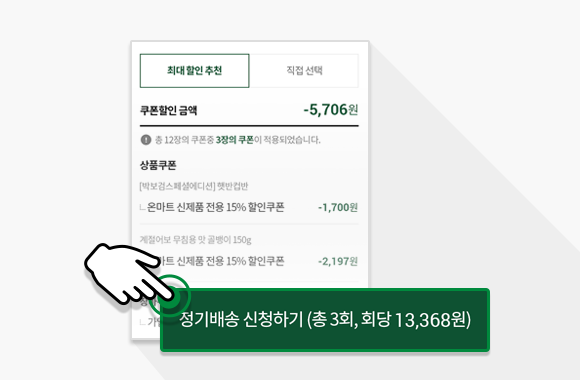 최대 할인 추천
직접 선택
쿠폰할인 금액
-5,706원
총 12장의 쿠폰중 3장의 쿠폰이 적용되었습니다.
상품쿠폰
[박보검스페셜에디션] 햇반컵반
온마트 신제품 전용 15% 할인쿠폰
-1,700원
계절어보 무침용 맛 골뱅이 150g
마트 신제품 전용 15% 할인쿠폰
-2,197원
정기배송 신청하기 (총 3회, 회당 13,368원)